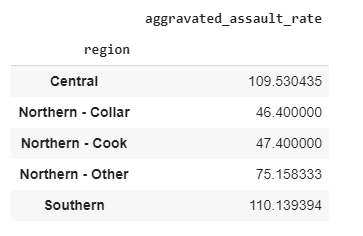 aggravated_assault_rate
region
Central 109.530435
Northern - Collar 46.400000
Northern - Cook 47.400000
Northern - Other 75.158333
Southern 110.139394